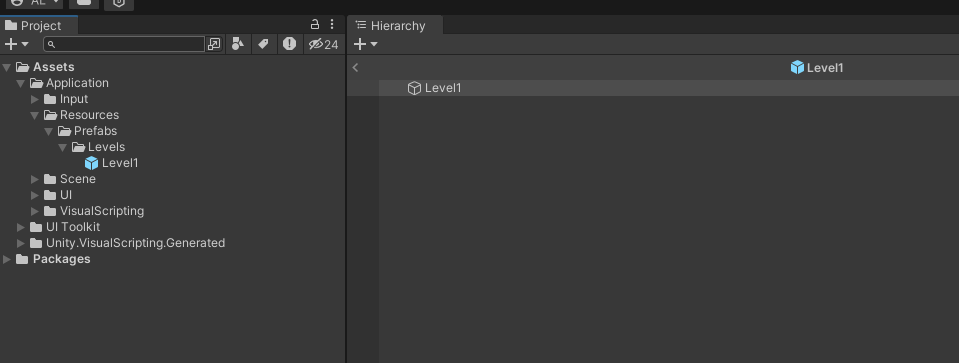 AL
Project
Hierarchy
24
Level1
Assets
Level1
Application
Input
Resources
Prefabs
Levels
Level1
Scene
UI
VisualScripting
UI Toolkit
Unity.VisualScripting.Generated
Packages